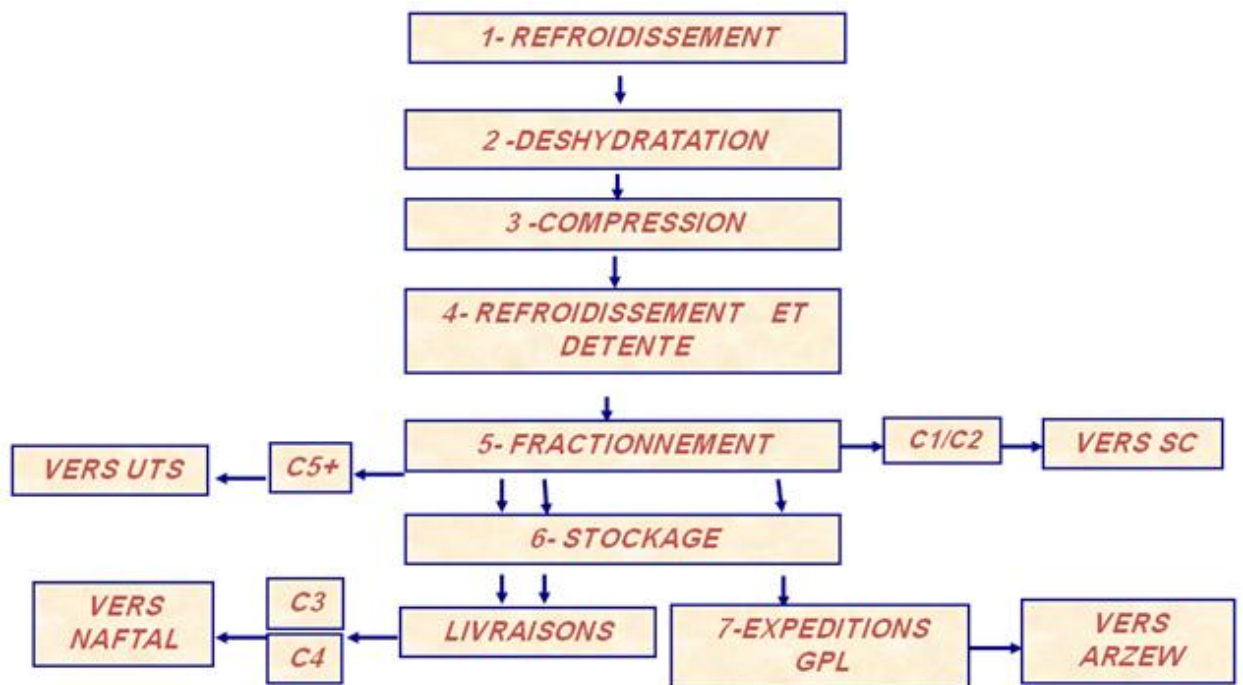 1- REFROIDISSEMENT
2 -DESHYDRATATION
3 -COMPRESSION
4- REFROIDISSEMENT ET
DETENTE
5- FRACTIONNEMENT
C1/C2
VERS SC
C5+
VERS UTS
6- STOCKAGE
LIVRAISONS
C3
C4
VERS
NAFTAL
7-EXPEDITIONS
GPL
VERS
ARZEW